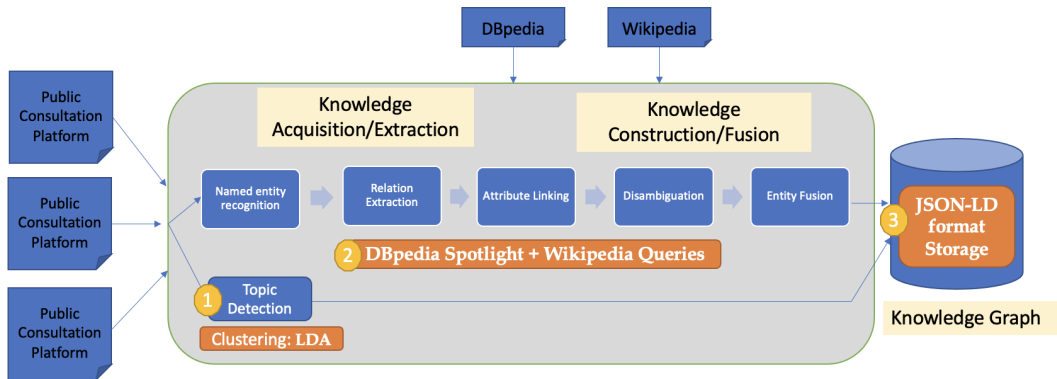 DBpedia
Wikipedia
Public
Consultation
Platform
Public
Consultation
Platform
Public
Consultation
Platform
Knowledge
Acquisition/Extraction
Knowledge
Construction/Fusion
Named entity
recognition
Relation
Extraction
Attribute Linking
Disambiguation
Entity Fusion
2 DBpedia Spotlight + Wikipedia Queries
1 Topic
Detection
Clustering: LDA
3 JSON-LD
format
Storage
Knowledge Graph